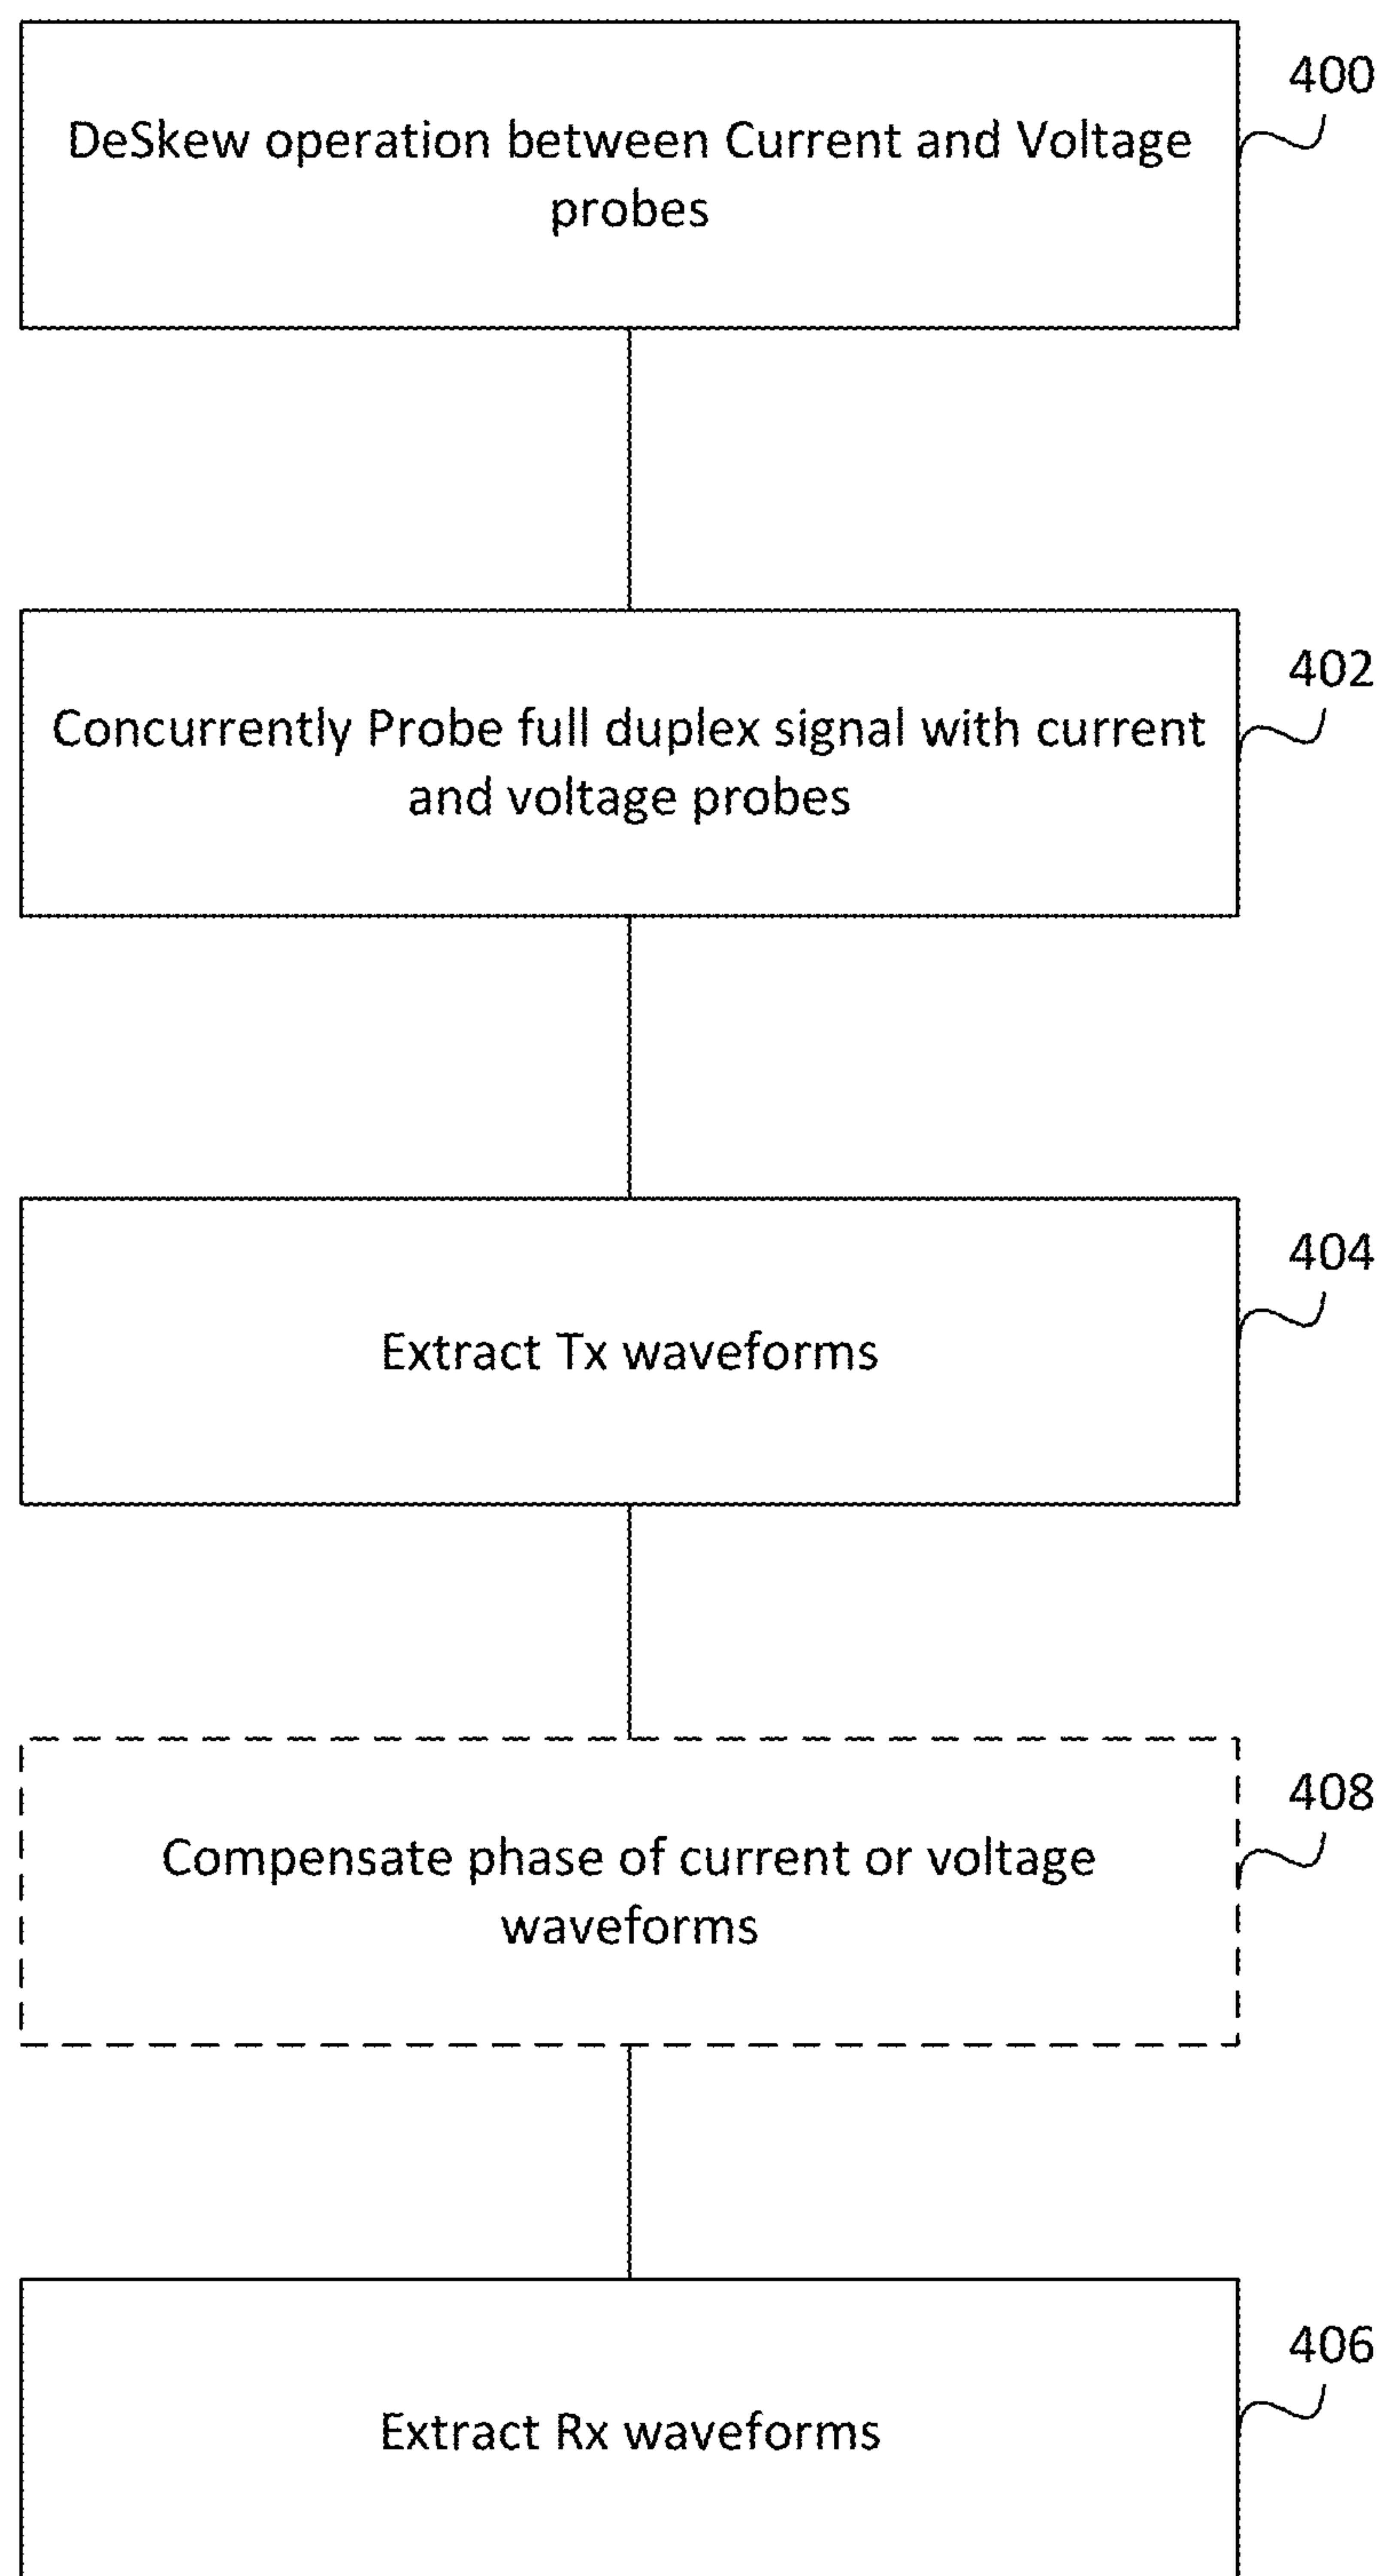 400
DeSkew operation between Current and Voltage
probes
402
Concurrently Probe full duplex signal with current
and voltage probes
404
Extract Tx waveforms
408
Compensate phase of current or voltage
waveforms
406
Extract Rx waveforms